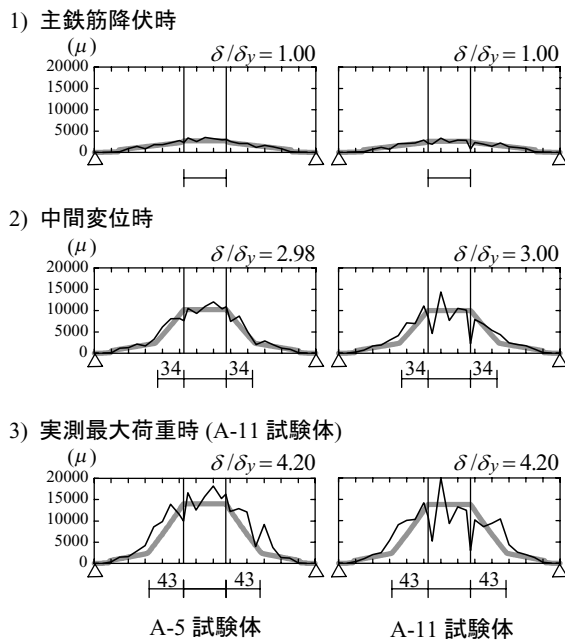 1) 主鉄筋降伏時
(μ)
δ/δy=1.00
δ/δy=1.00
20000
15000
10000
5000
0
2) 中間変位時
(μ)
δ/δy=2.98
δ/δy=3.00
20000
15000
10000
5000
0
34
34
34
34
3) 実測最大荷重時 (A-11 試験体)
(μ)
δ/δy=4.20
δ/δy=4.20
20000
15000
10000
5000
0
43
43
43
43
A-5 試験体
A-11 試験体